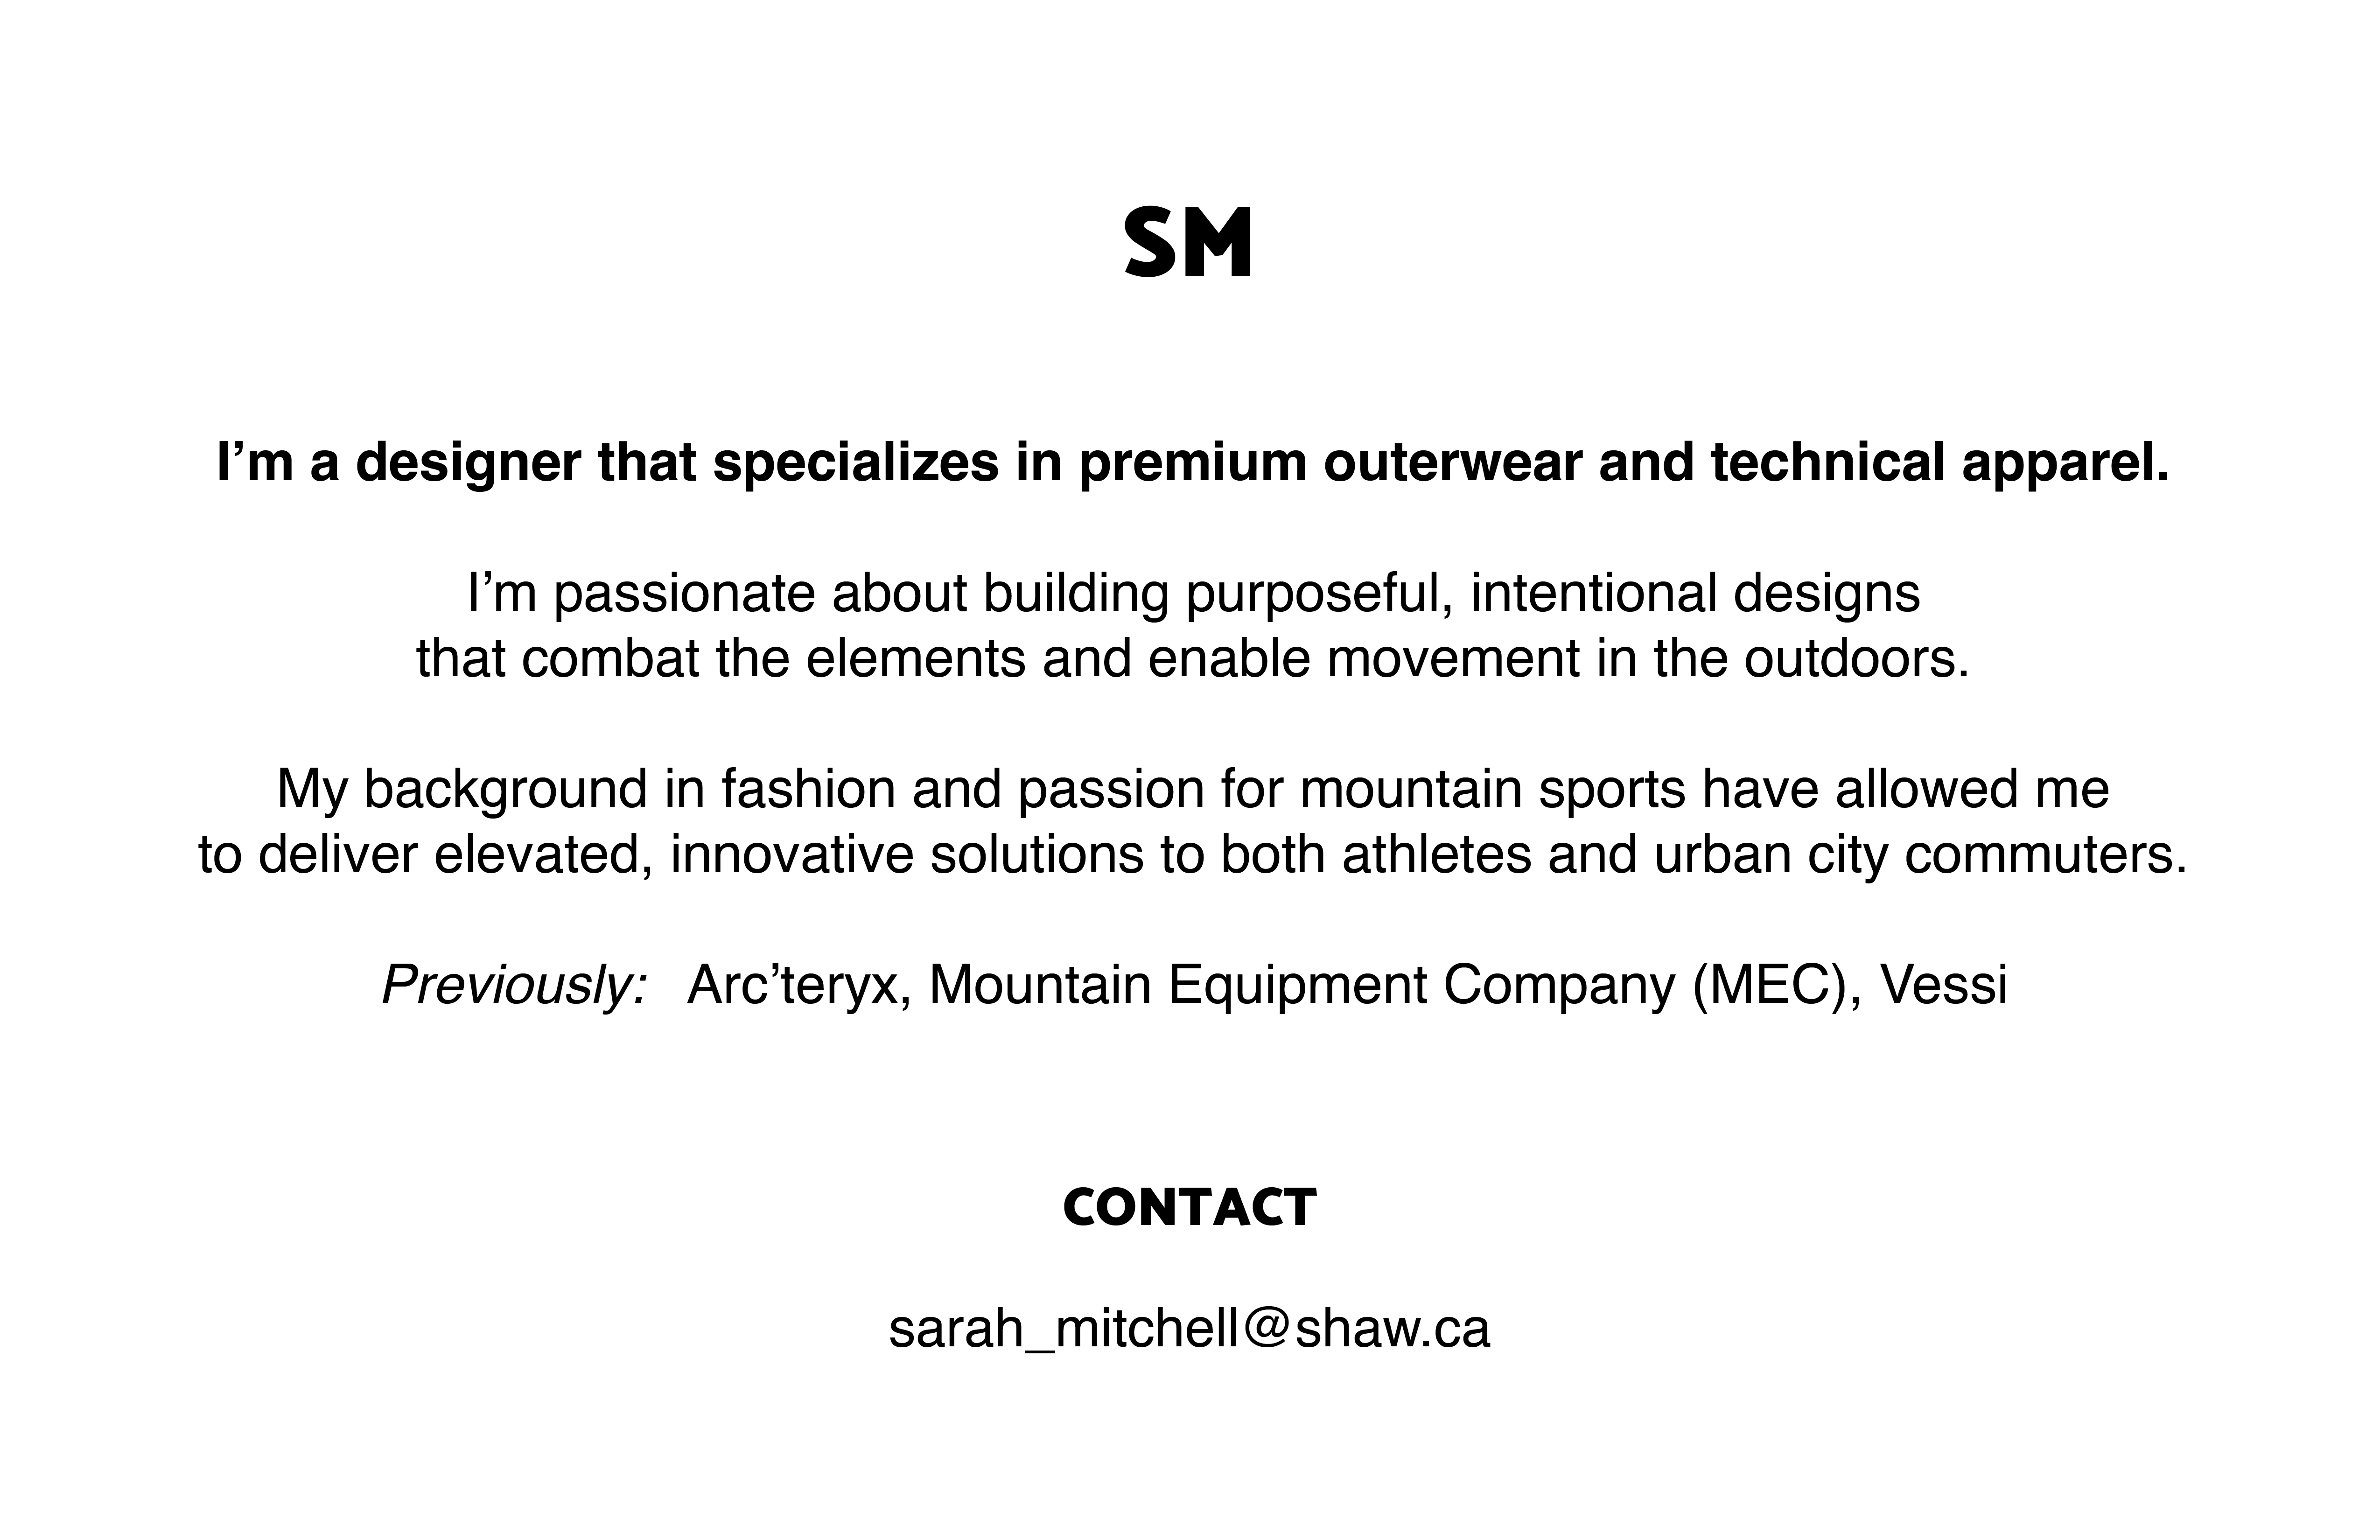 SM
I’m a designer that specializes in premium outerwear and technical apparel.
I’m passionate about building purposeful, intentional designs
that combat the elements and enable movement in the outdoors.
My background in fashion and passion for mountain sports have allowed me
to deliver elevated, innovative solutions to both athletes and urban city commuters.
Previously: Arc’teryx, Mountain Equipment Company (MEC), Vessi
CONTACT
sarah_mitchell@shaw.ca